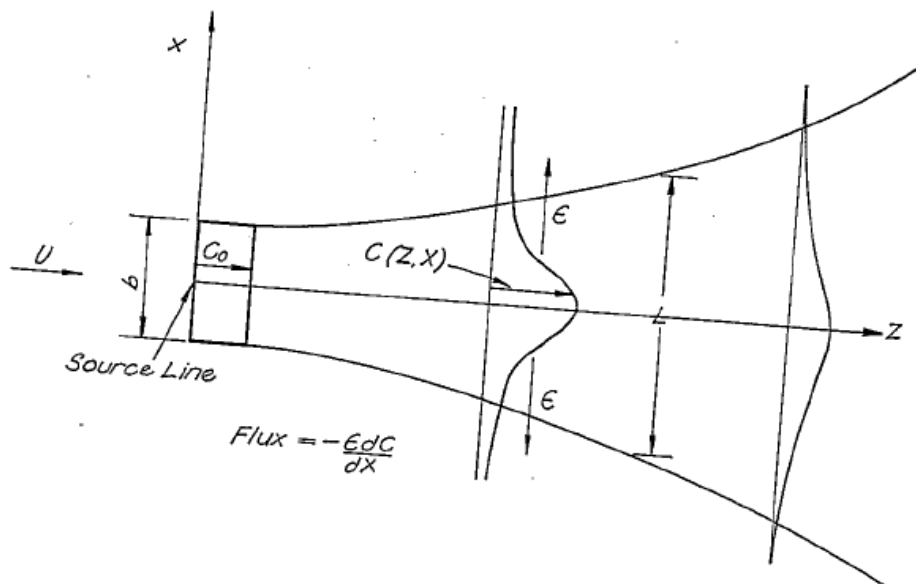 X
U
b
C₀
C(Z,X)
ϵ
ϵ
L
Z
Source Line
Flux = -ϵdC
dX